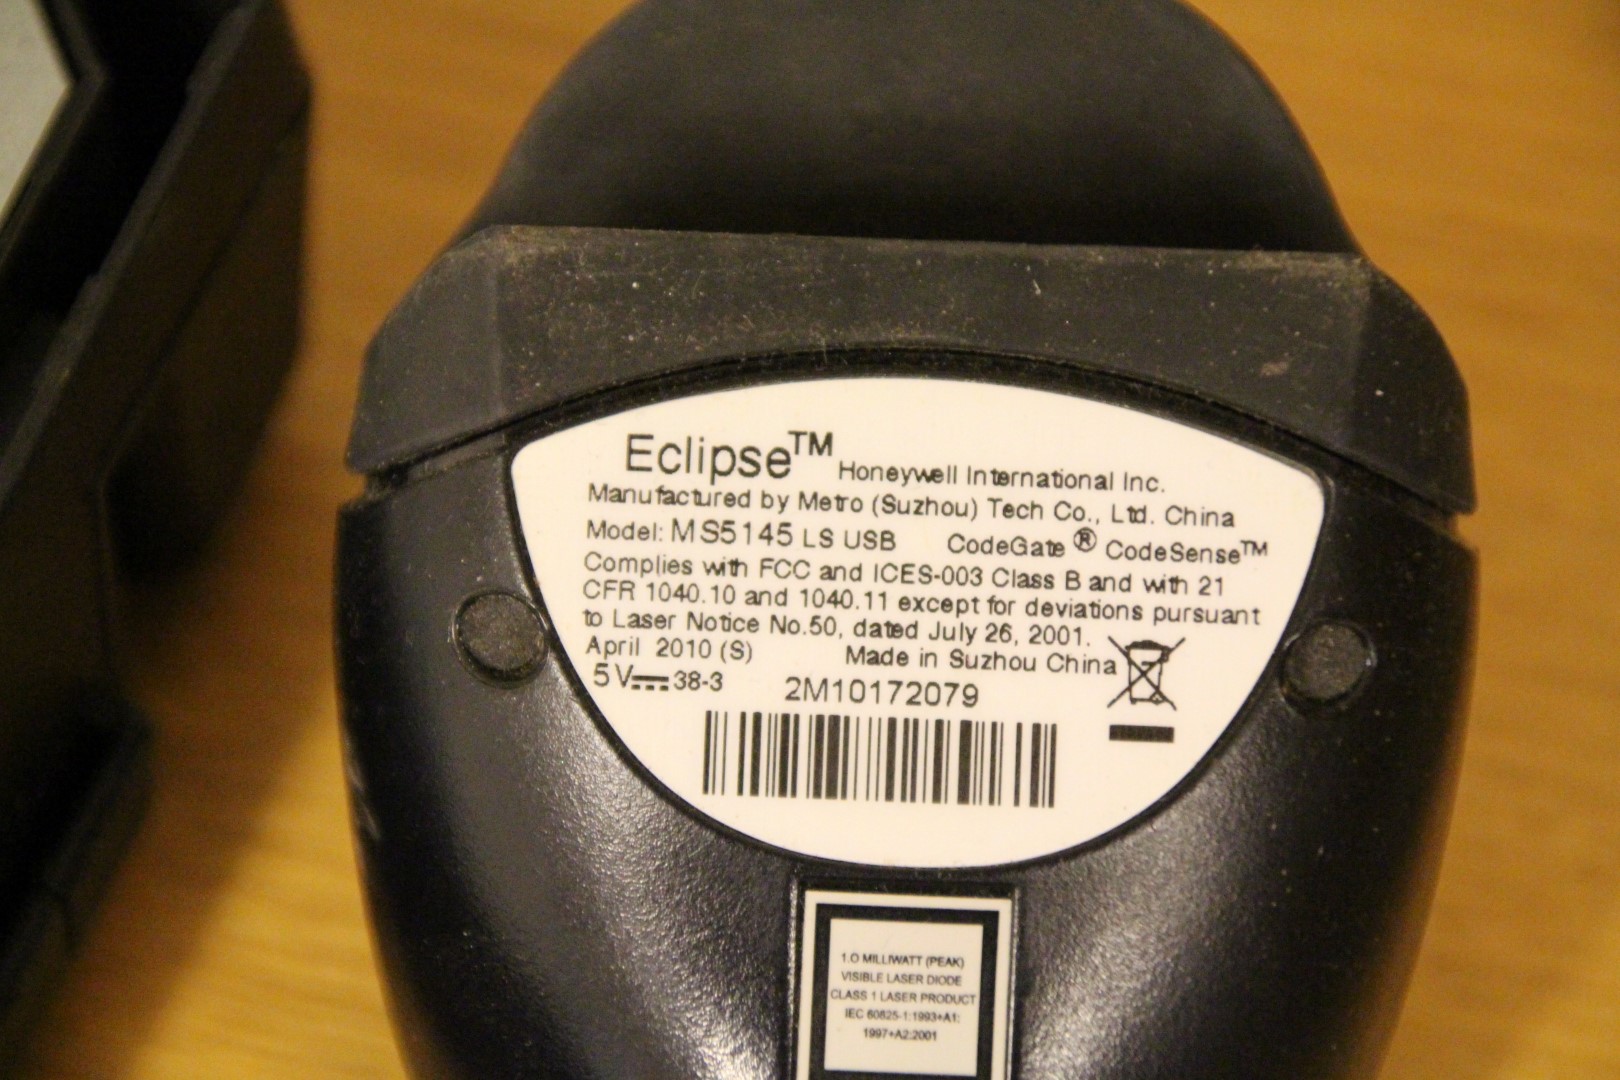 Eclipse™ Honeywell International Inc.
Manufactured by Metro (Suzhou) Tech Co., Ltd. China
Model: MS5145 LS USB CodeGate® CodeSense™
Complies with FCC and ICES-003 Class B and with 21
CFR 1040.10 and 1040.11 except for deviations pursuant
to Laser Notice No.50, dated July 26, 2001.
April 2010 (S) Made in Suzhou China
5V⎓38-3 2M10172079
1.0 MILLIWATT (PEAK)
VISIBLE LASER DIODE
CLASS 1 LASER PRODUCT
IEC 60825-1:1993+A1:
1997+A2:2001